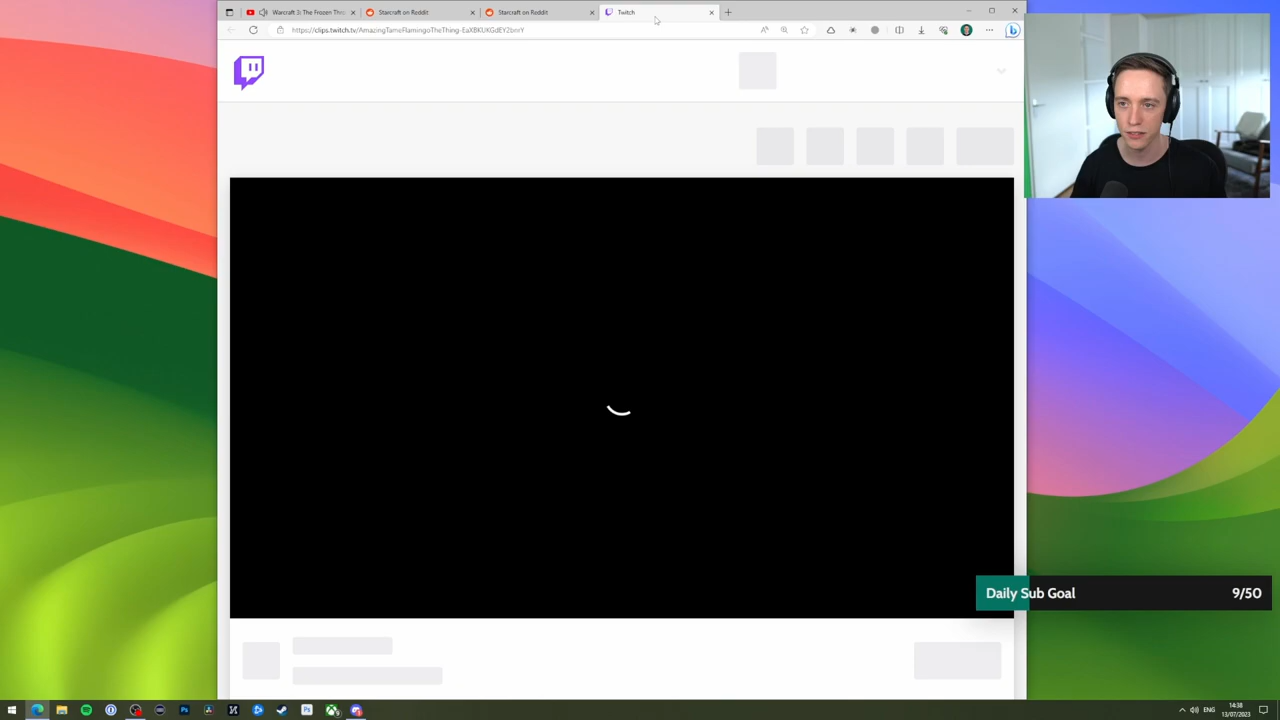 Warcraft 3: The Frozen Thr
Starcraft on Reddit
Starcraft on Reddit
Twitch
https://clips.twitch.tv/AmazingTameFlamingoTheThing-EaXBKUKGdEY2bnrY
Daily Sub Goal
9/50
ENG
14:38
13/07/2023